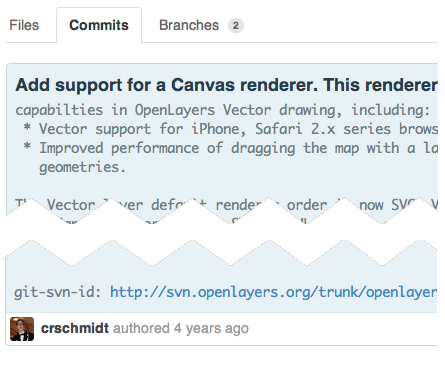 Files Commits Branches 2
Add support for a Canvas renderer. This renderer
capabilties in OpenLayers Vector drawing, including:
* Vector support for iPhone, Safari 2.x series brows
* Improved performance of dragging the map with a la
geometries.
The Vector layer default renderer order is now SVG, V
git-svn-id: http://svn.openlayers.org/trunk/openlayer
crschmidt authored 4 years ago